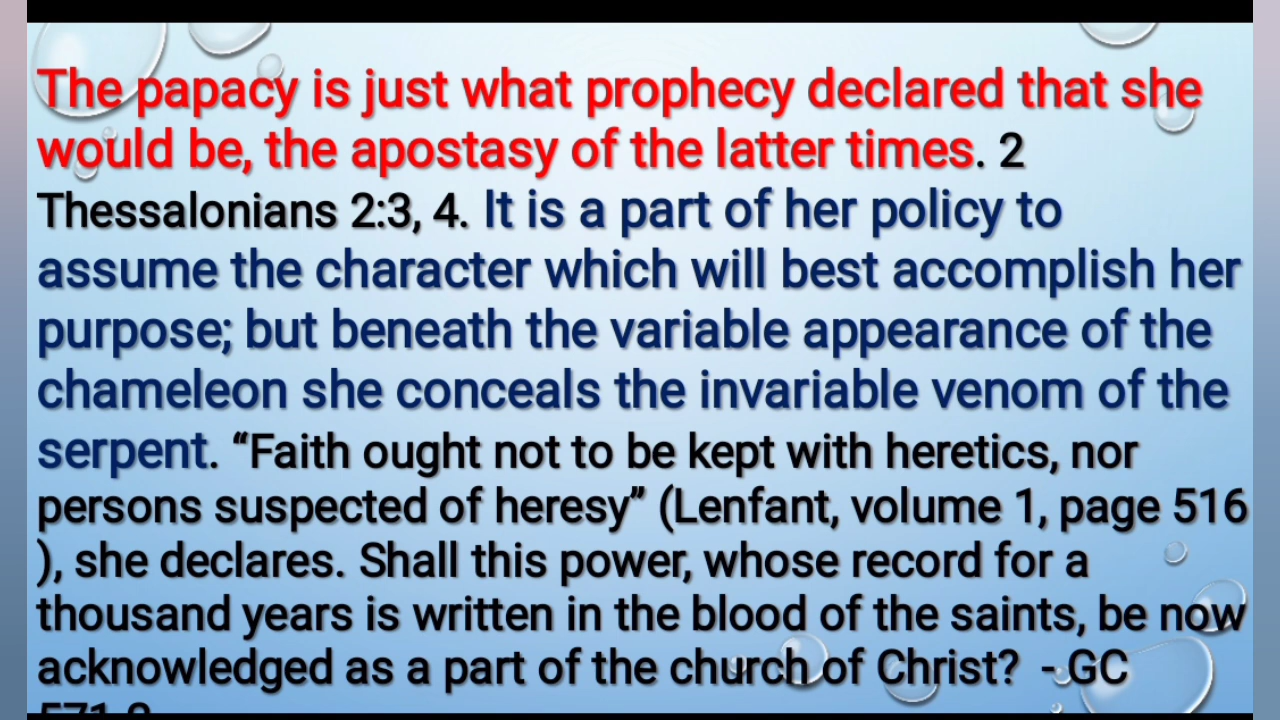 The papacy is just what prophecy declared that she
would be, the apostasy of the latter times. 2
Thessalonians 2:3, 4. It is a part of her policy to
assume the character which will best accomplish her
purpose; but beneath the variable appearance of the
chameleon she conceals the invariable venom of the
serpent. “Faith ought not to be kept with heretics, nor
persons suspected of heresy” (Lenfant, volume 1, page 516
), she declares. Shall this power, whose record for a
thousand years is written in the blood of the saints, be now
acknowledged as a part of the church of Christ? - GC